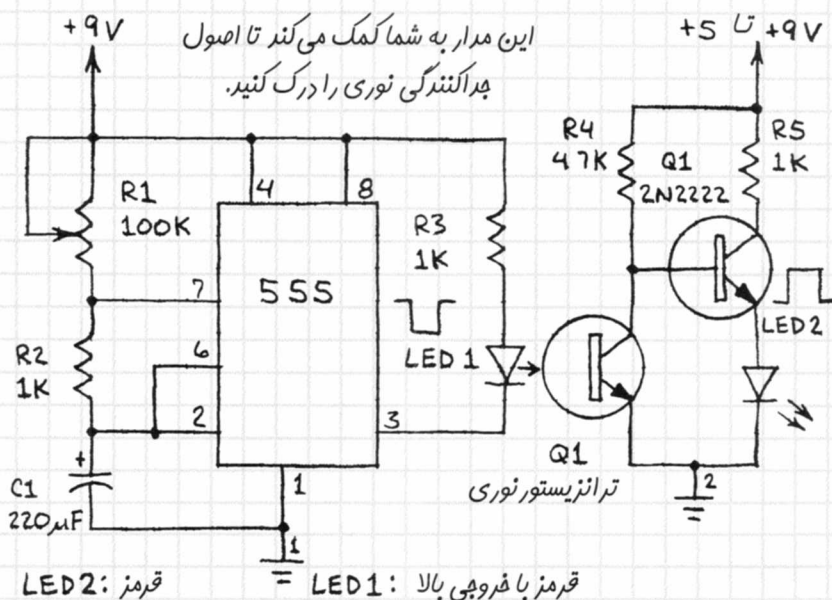 +9V
این مدار به شما کمک می‌کند تا اصول
جداکنندگی نوری را درک کنید.
+5 تا +9V
R1
100K
4
8
R3
1K
R4
47K
Q1
2N2222
R5
1K
7
555
6
LED 1
LED2
R2
1K
2
3
Q1
ترانزیستور نوری
+
C1
220µF
1
1
2
LED2: قرمز
LED1: قرمز با خروجی بالا